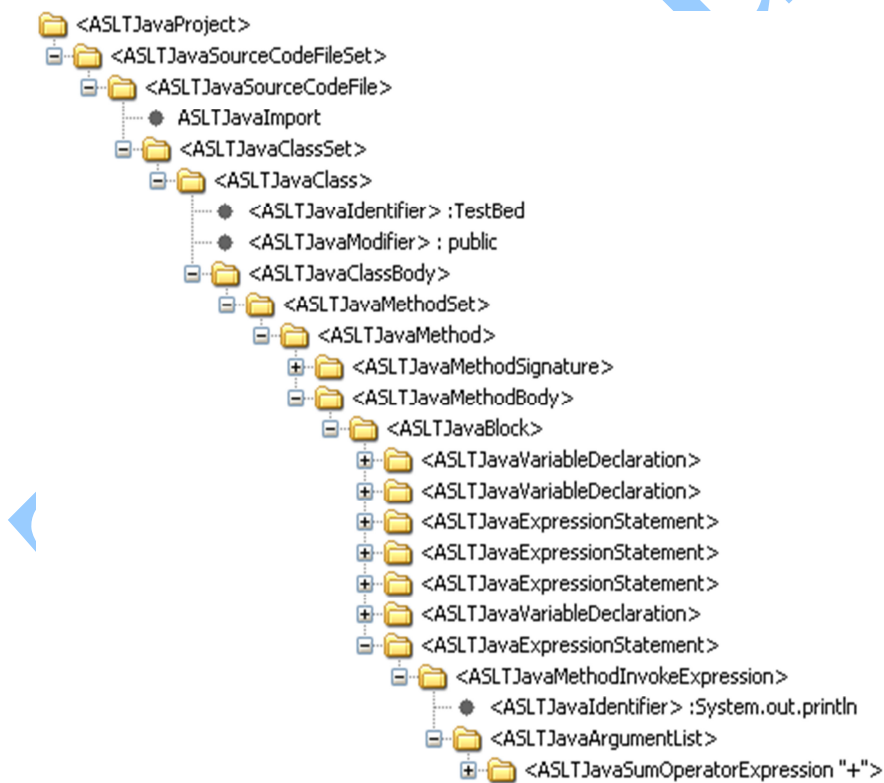 <ASLTJavaProject>
<ASLTJavaSourceCodeFileSet>
<ASLTJavaSourceCodeFile>
ASLTJavaImport
<ASLTJavaClassSet>
<ASLTJavaClass>
<ASLTJavaIdentifier> :TestBed
<ASLTJavaModifier> : public
<ASLTJavaClassBody>
<ASLTJavaMethodSet>
<ASLTJavaMethod>
<ASLTJavaMethodSignature>
<ASLTJavaMethodBody>
<ASLTJavaBlock>
<ASLTJavaVariableDeclaration>
<ASLTJavaVariableDeclaration>
<ASLTJavaExpressionStatement>
<ASLTJavaExpressionStatement>
<ASLTJavaExpressionStatement>
<ASLTJavaVariableDeclaration>
<ASLTJavaExpressionStatement>
<ASLTJavaMethodInvokeExpression>
<ASLTJavaIdentifier> :System.out.println
<ASLTJavaArgumentList>
<ASLTJavaSumOperatorExpression "+">